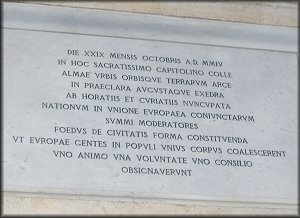 DIE XXIX MENSIS OCTOBRIS A.D. MMIV
IN HOC SACRATISSIMO CAPITOLINO COLLE
ALMAE VRBIS ORBISQVE TERRARVM ARCE
IN PRAECLARA AVGVSTAQVE EXEDRA
AB HORATIIS ET CVRIATIIS NVNCVPATA
NATIONVM IN VNIONE EVROPAEA CONIVNCTARVM
SVMMI MODERATORES
FOEDVS DE CIVITATIS FORMA CONSTITVENDA
VT EVROPAE GENTES IN POPVLI VNIVS CORPVS COALESCERENT
VNO ANIMO VNA VOLVNTATE VNO CONSILIO
OBSIGNAVERVNT